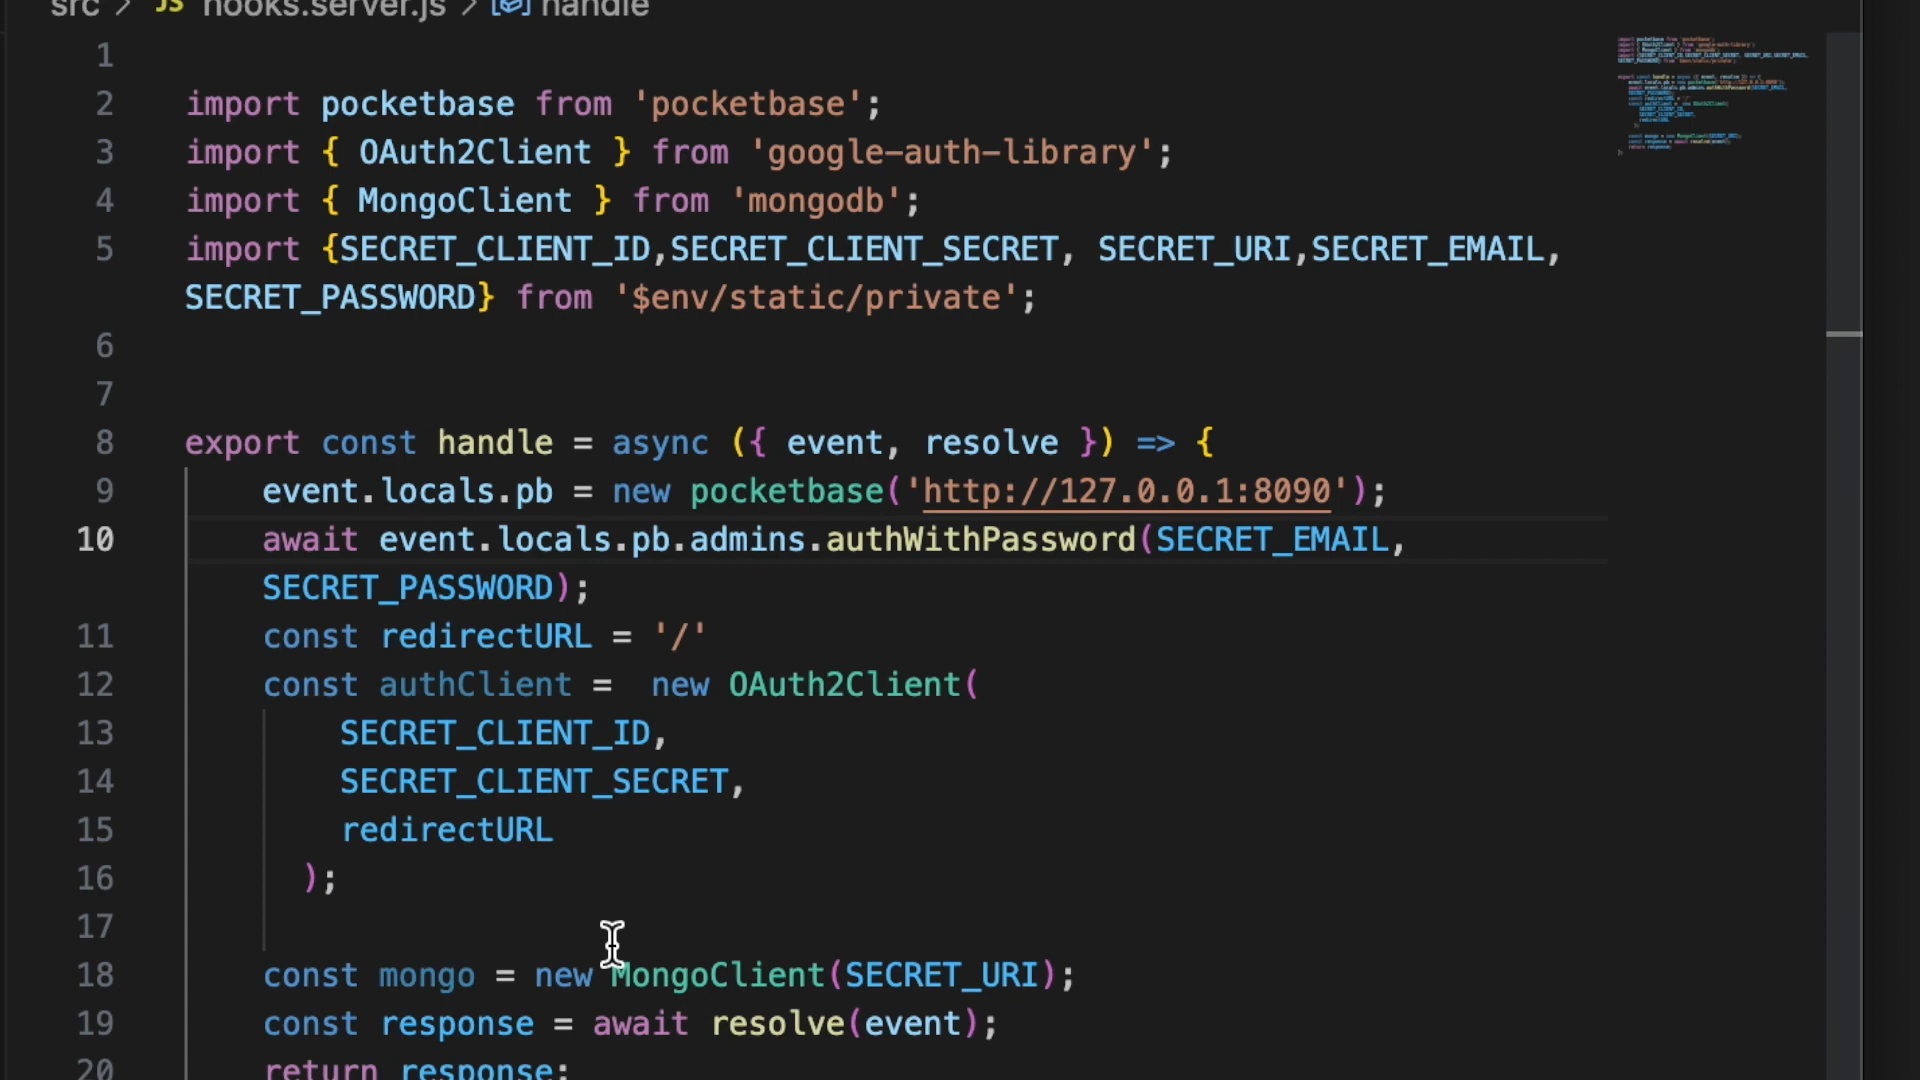 src > JS hooks.server.js > handle
1
2 import pocketbase from 'pocketbase';
3 import { OAuth2Client } from 'google-auth-library';
4 import { MongoClient } from 'mongodb';
5 import {SECRET_CLIENT_ID,SECRET_CLIENT_SECRET, SECRET_URI,SECRET_EMAIL,
SECRET_PASSWORD} from '$env/static/private';
6
7
8 export const handle = async ({ event, resolve }) => {
9 event.locals.pb = new pocketbase('http://127.0.0.1:8090');
10 await event.locals.pb.admins.authWithPassword(SECRET_EMAIL,
SECRET_PASSWORD);
11 const redirectURL = '/'
12 const authClient =  new OAuth2Client(
13 SECRET_CLIENT_ID,
14 SECRET_CLIENT_SECRET,
15 redirectURL
16 );
17
18 const mongo = new MongoClient(SECRET_URI);
19 const response = await resolve(event);
20 return response;